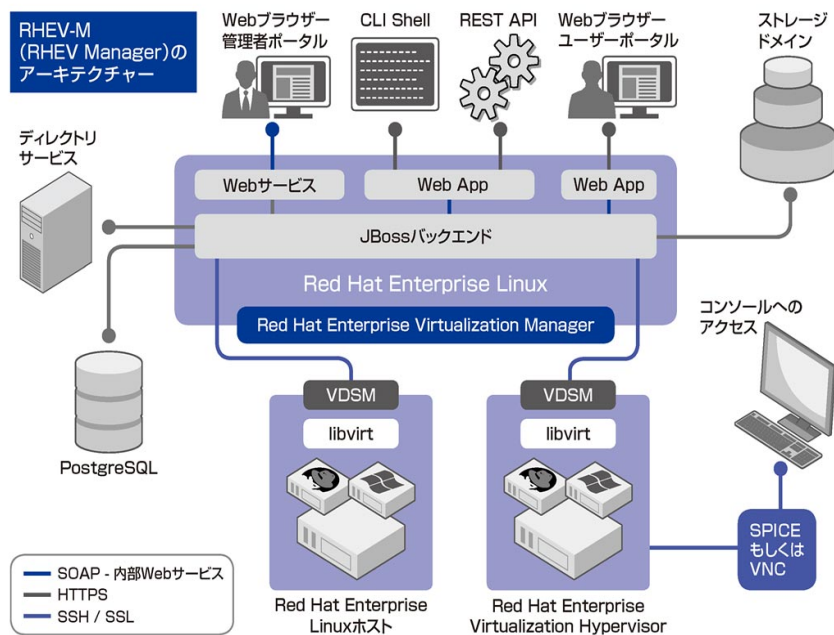 RHEV-M
（RHEV Manager）の
アーキテクチャー
Webブラウザー
管理者ポータル
CLI Shell
REST API
Webブラウザー
ユーザーポータル
ストレージ
ドメイン
ディレクトリ
サービス
Webサービス
Web App
Web App
JBossバックエンド
Red Hat Enterprise Linux
Red Hat Enterprise Virtualization Manager
コンソールへの
アクセス
VDSM
libvirt
VDSM
libvirt
PostgreSQL
SPICE
もしくは
VNC
SOAP - 内部Webサービス
HTTPS
SSH / SSL
Red Hat Enterprise
Linuxホスト
Red Hat Enterprise
Virtualization Hypervisor